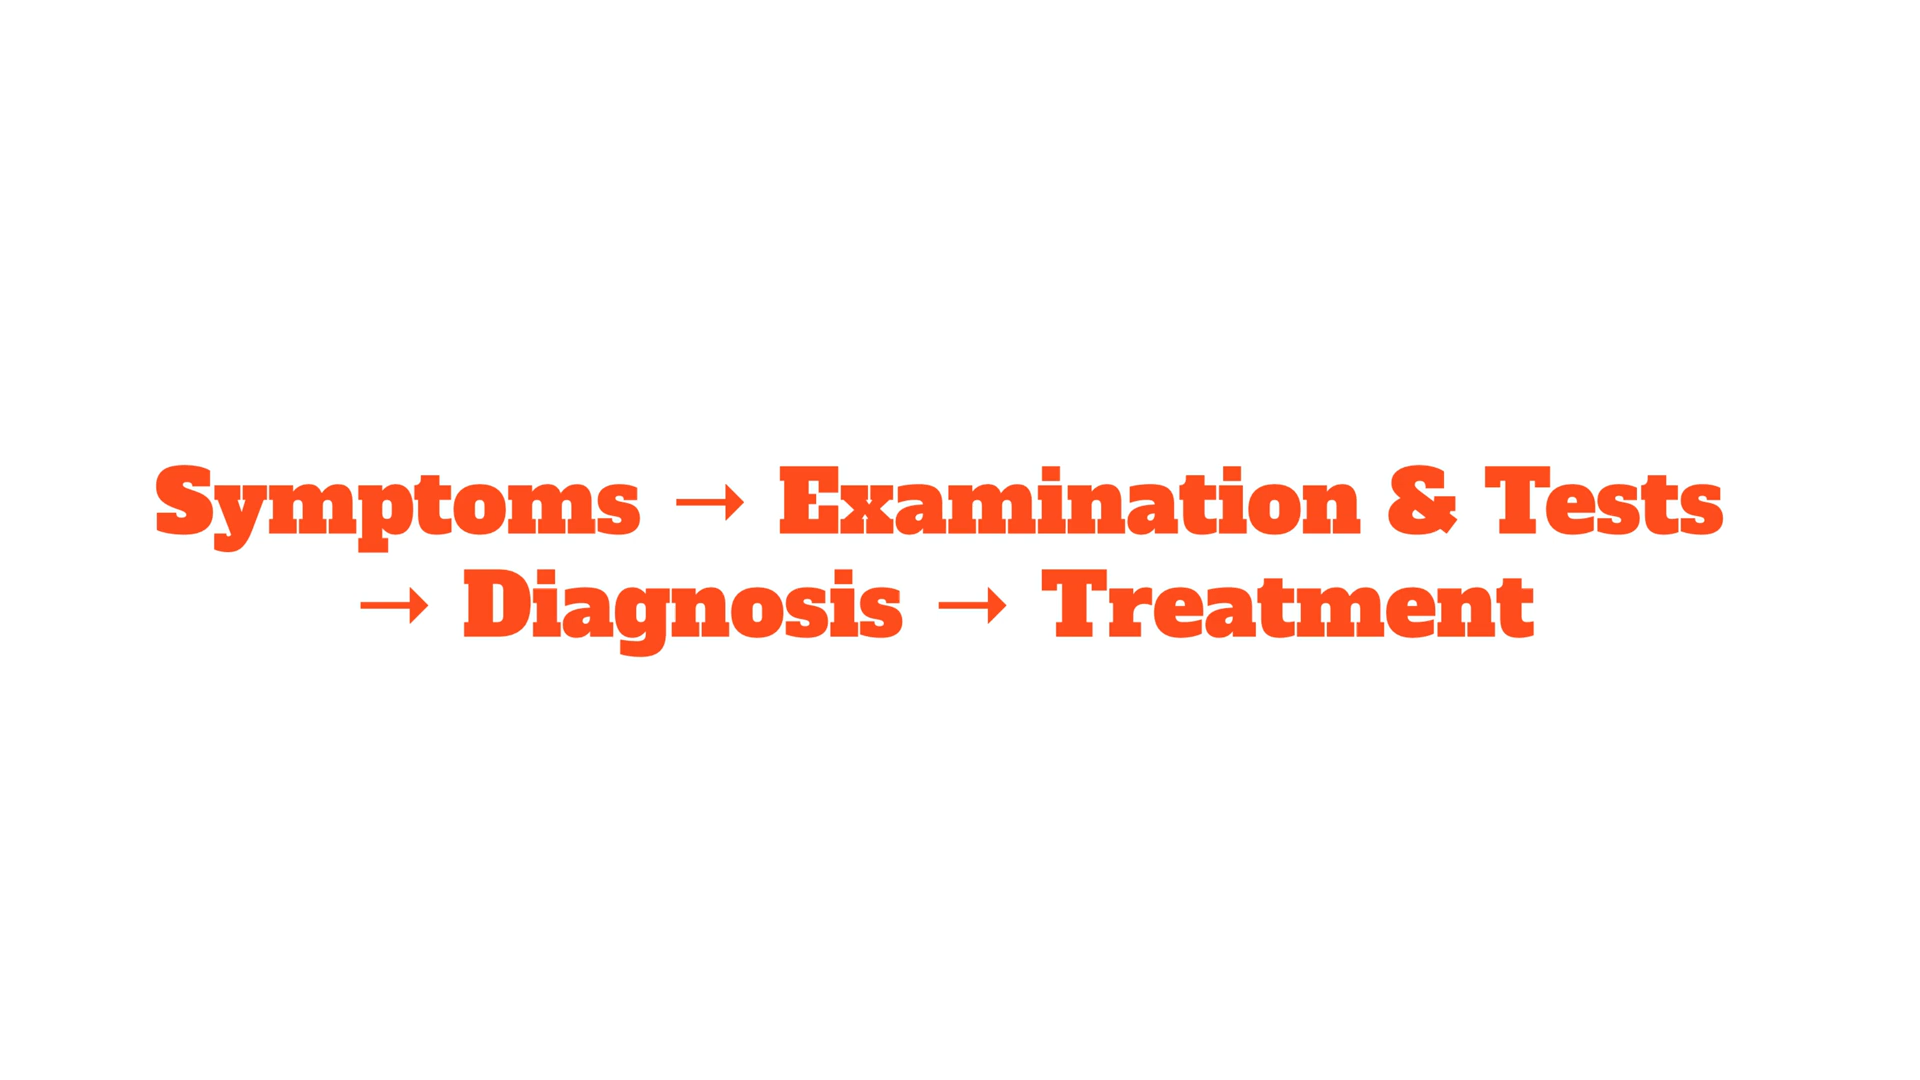 Symptoms → Examination & Tests
→ Diagnosis → Treatment